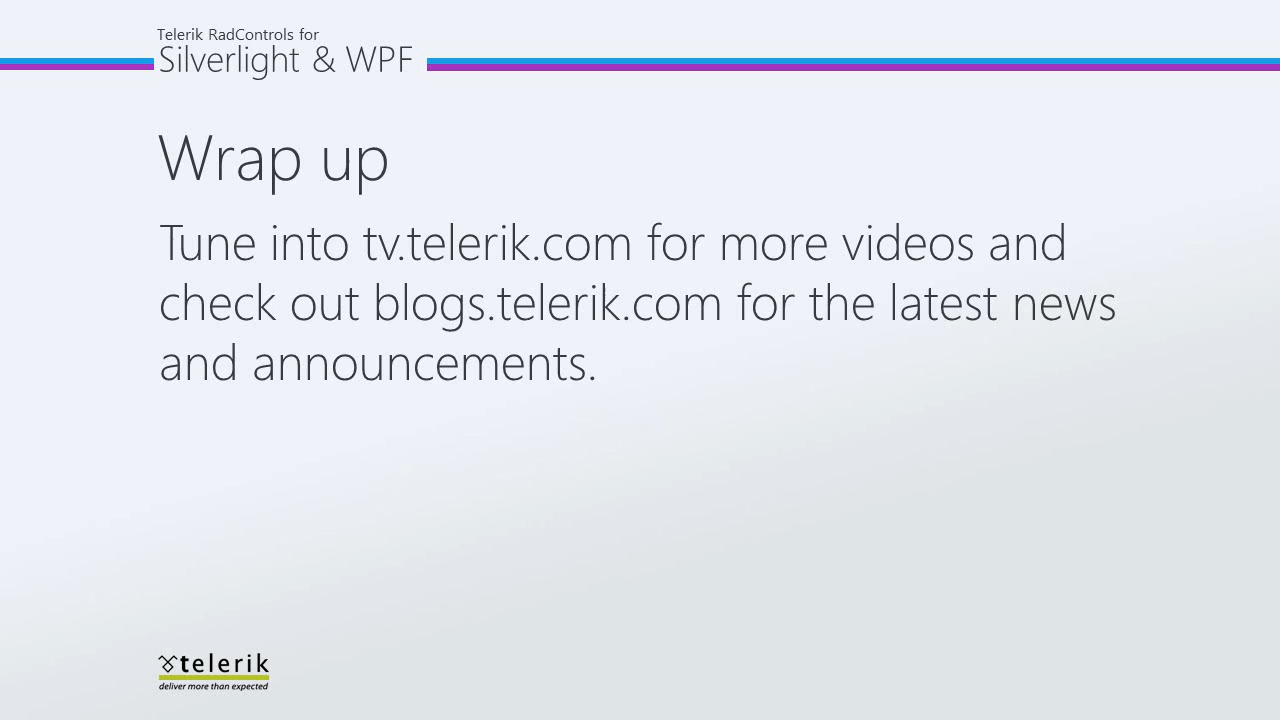 Telerik RadControls for
Silverlight & WPF
Wrap up
Tune into tv.telerik.com for more videos and
check out blogs.telerik.com for the latest news
and announcements.
telerik
deliver more than expected